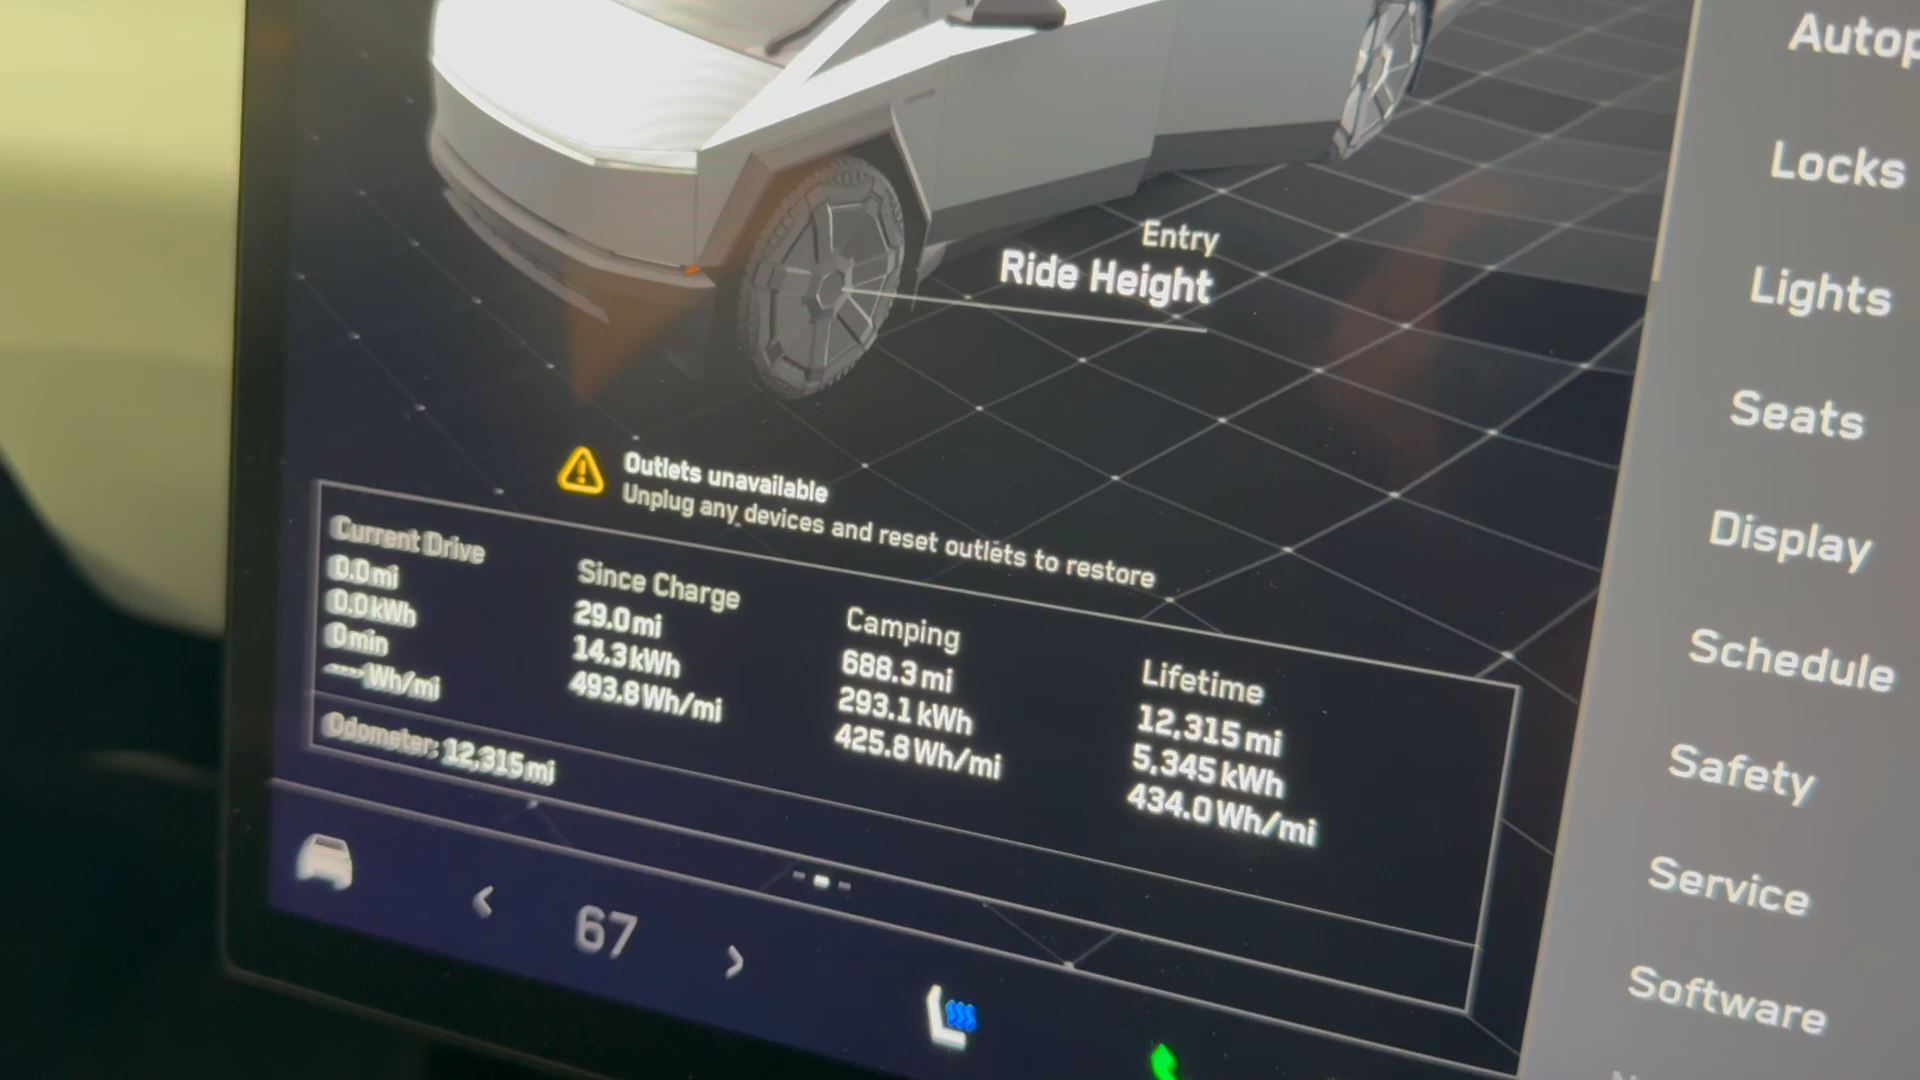 Autop
Locks
Lights
Seats
Display
Schedule
Safety
Service
Software
Entry
Ride Height
Outlets unavailable
Unplug any devices and reset outlets to restore
Current Drive
0.0 mi
0.0 kWh
0 min
---- Wh/mi
Since Charge
29.0 mi
14.3 kWh
493.8 Wh/mi
Camping
688.3 mi
293.1 kWh
425.8 Wh/mi
Lifetime
12,315 mi
5,345 kWh
434.0 Wh/mi
Odometer: 12,315 mi
67